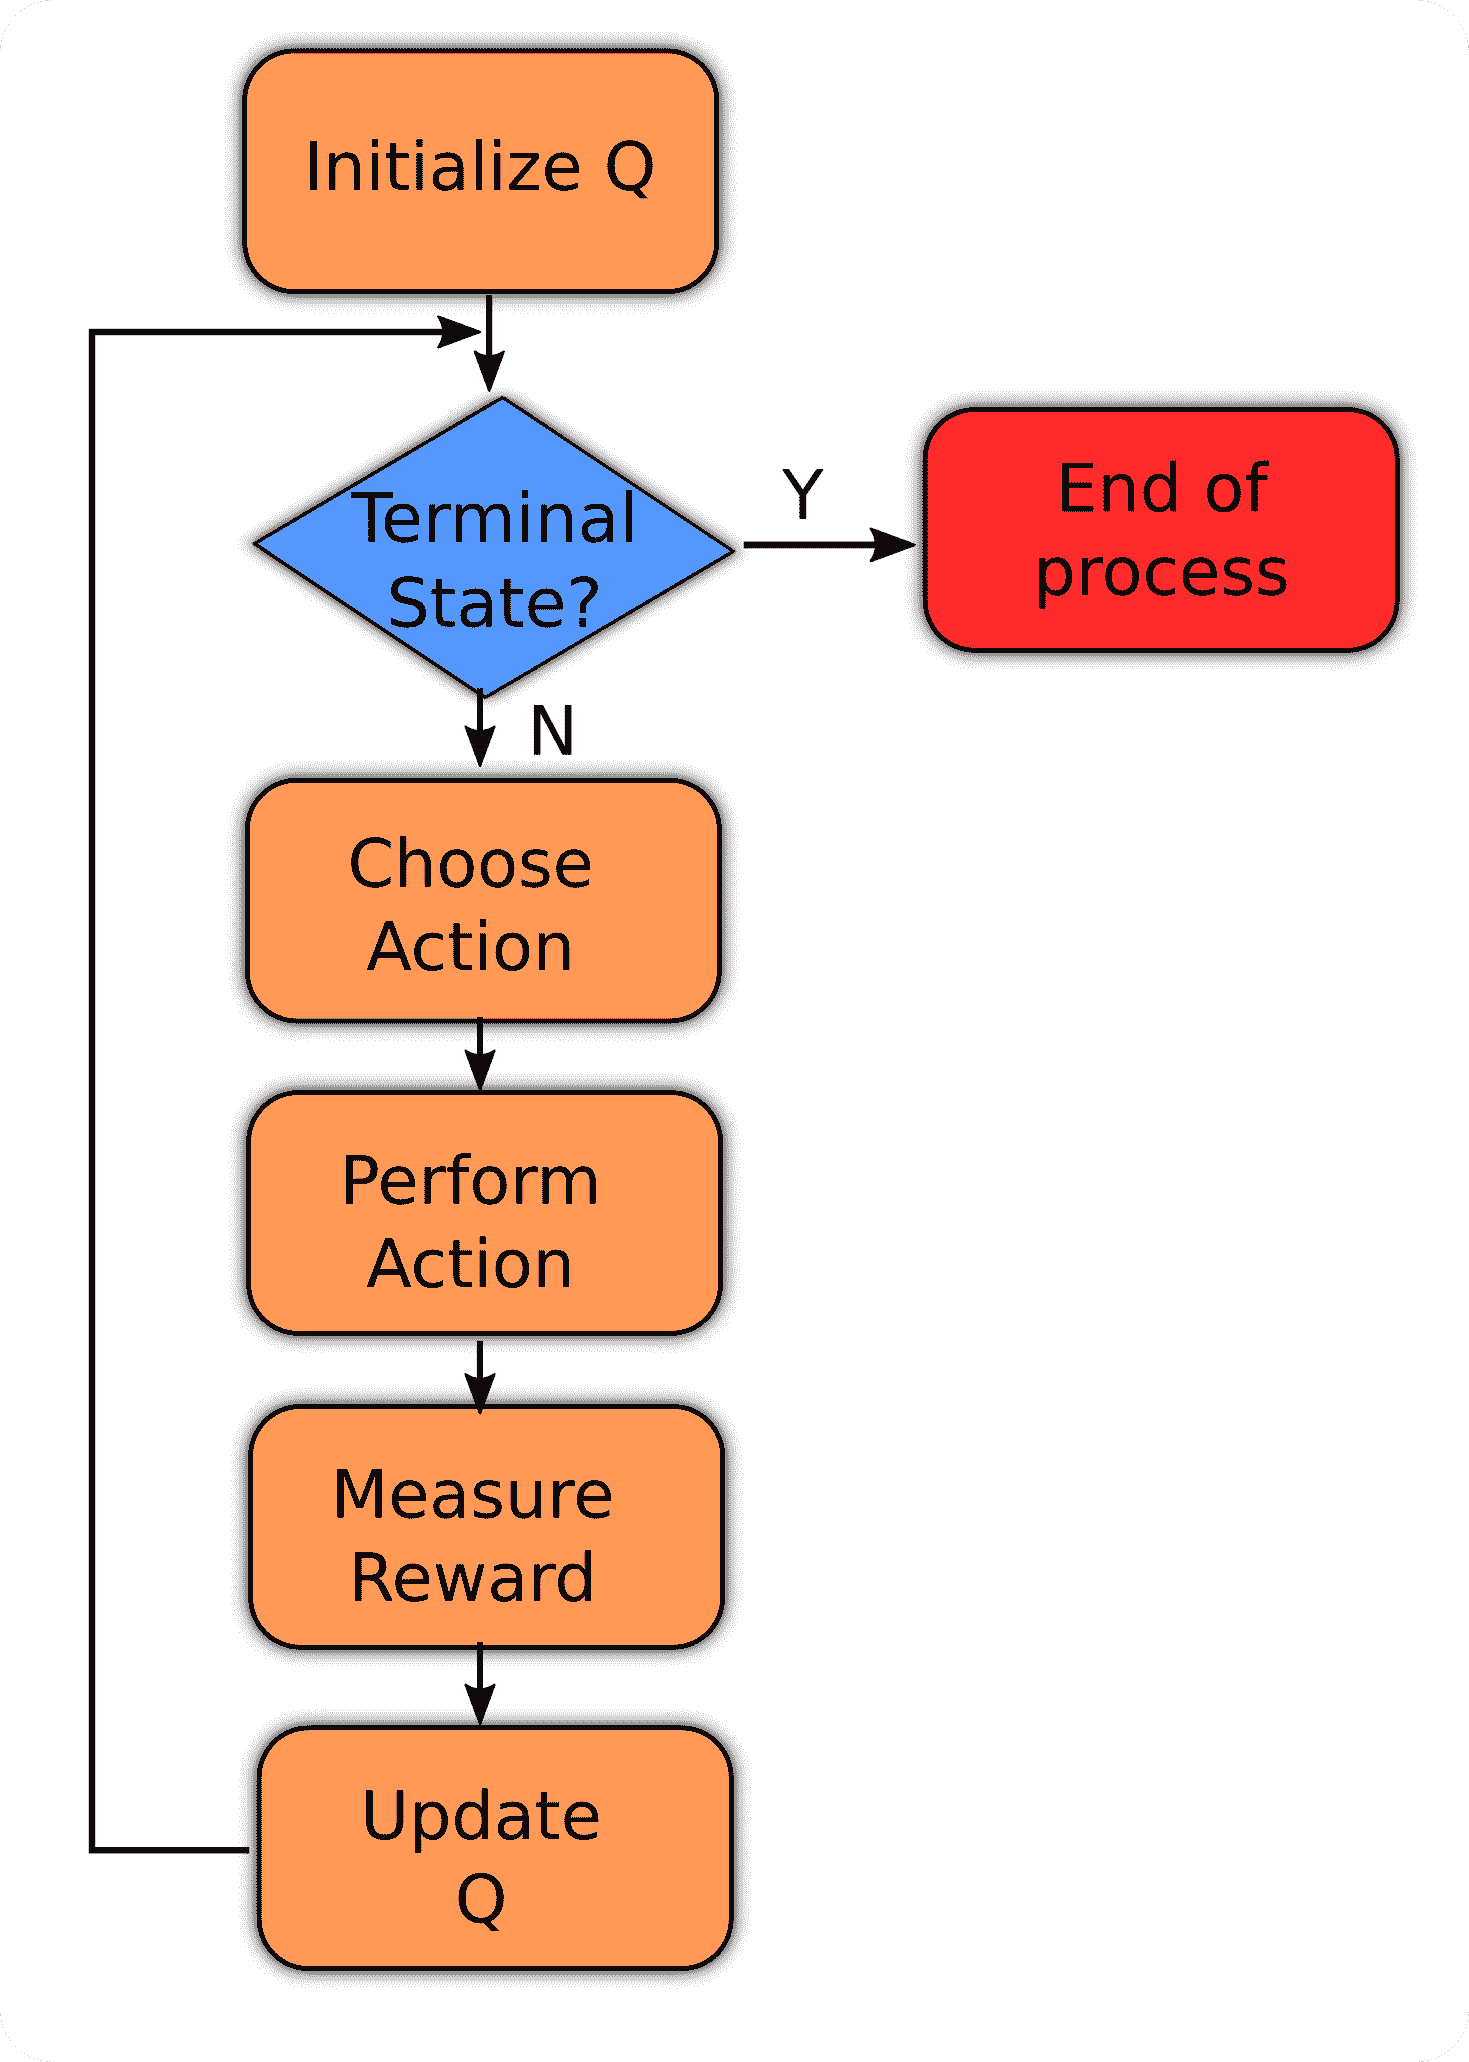 Initialize Q
Terminal
State?
Y
End of
process
N
Choose
Action
Perform
Action
Measure
Reward
Update
Q